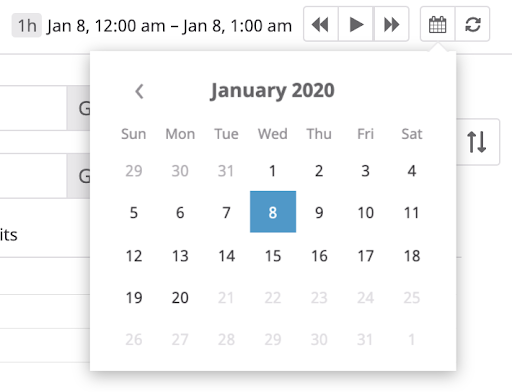 1h Jan 8, 12:00 am – Jan 8, 1:00 am
January 2020
Sun Mon Tue Wed Thu Fri Sat
29 30 31 1 2 3 4
G
5 6 7 8 9 10 11
G
its
12 13 14 15 16 17 18
19 20 21 22 23 24 25
26 27 28 29 30 31 1